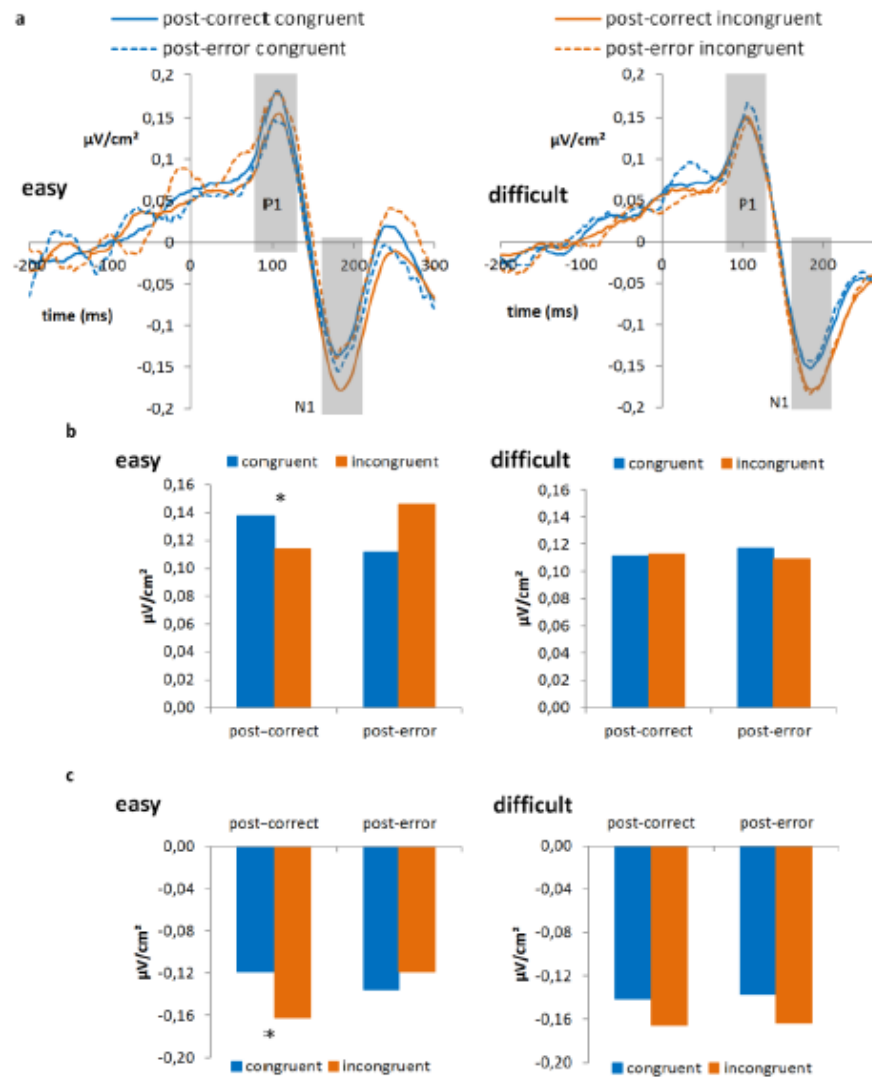 a
post-correct congruent
post-error congruent
post-correct incongruent
post-error incongruent
easy
µV/cm²
0,2
0,15
0,1
0,05
0
-0,05
-0,1
-0,15
-0,2
-200 -100 0 100 200 300
time (ms)
P1
N1
difficult
µV/cm²
0,2
0,15
0,1
0,05
0
-0,05
-0,1
-0,15
-0,2
-200 -100 0 100 200
time (ms)
P1
N1
b
easy
congruent incongruent
µV/cm²
0,16
0,14
0,12
0,10
0,08
0,06
0,04
0,02
0,00
*
post-correct post-error
difficult
congruent incongruent
µV/cm²
0,16
0,14
0,12
0,10
0,08
0,06
0,04
0,02
0,00
post-correct post-error
c
easy
post-correct post-error
µV/cm²
0,00
-0,04
-0,08
-0,12
-0,16
-0,20
*
congruent incongruent
difficult
post-correct post-error
µV/cm²
0,00
-0,04
-0,08
-0,12
-0,16
-0,20
congruent incongruent